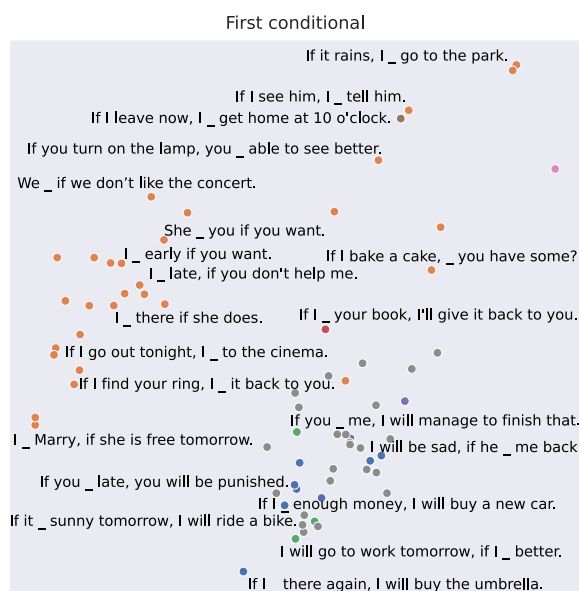 First conditional
If it rains, I _ go to the park.
If I see him, I _ tell him.
If I leave now, I _ get home at 10 o'clock.
If you turn on the lamp, you _ able to see better.
We _ if we don’t like the concert.
She _ you if you want.
I _ early if you want.
If I bake a cake, _ you have some?
I _ late, if you don't help me.
I _ there if she does.
If I _ your book, I'll give it back to you.
If I go out tonight, I _ to the cinema.
If I find your ring, I _ it back to you.
If you _ me, I will manage to finish that.
I _ Marry, if she is free tomorrow.
I will be sad, if he _ me back
If you _ late, you will be punished.
If I _ enough money, I will buy a new car.
If it _ sunny tomorrow, I will ride a bike.
I will go to work tomorrow, if I _ better.
If I _ there again, I will buy the umbrella.